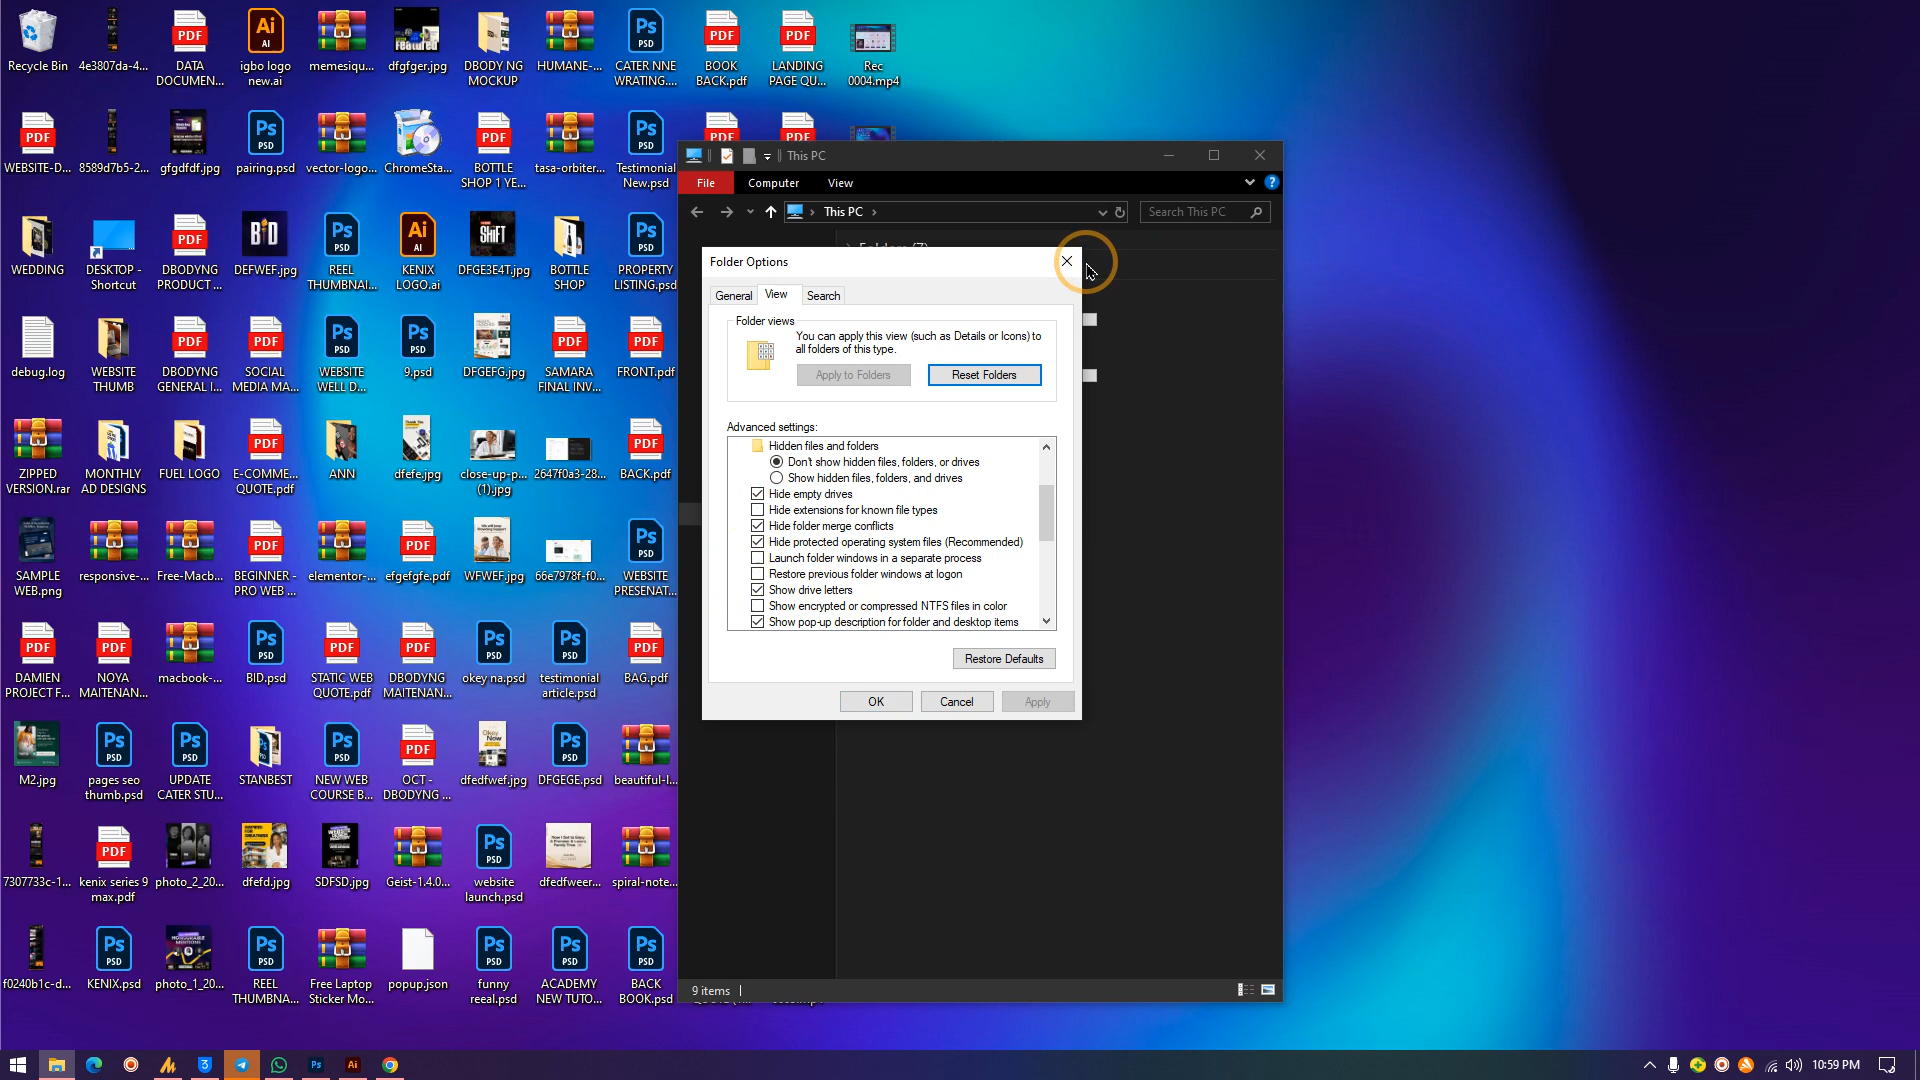 Recycle Bin
4e3807da-4...
DATA
DOCUMEN...
igbo logo
new.ai
memesiqu...
dfgfger.jpg
DBODY NG
MOCKUP
HUMANE-...
CATER NNE
WRATING....
BOOK
BACK.pdf
LANDING
PAGE QU...
Rec
0004.mp4
WEBSITE-D...
8589d7b5-2...
gfgdfdf.jpg
pairing.psd
vector-logo...
ChromeSta...
BOTTLE
SHOP 1 YE...
tasa-orbiter...
Testimonial
New.psd
WEDDING
DESKTOP -
Shortcut
DBODYNG
PRODUCT ...
DEFWEF.jpg
REEL
THUMBNAI...
KENIX
LOGO.ai
DFGE3E4T.jpg
BOTTLE
SHOP
PROPERTY
LISTING.psd
debug.log
WEBSITE
THUMB
DBODYNG
GENERAL I...
SOCIAL
MEDIA MA...
WEBSITE
WELL D...
9.psd
DFGEFG.jpg
SAMARA
FINAL INV...
FRONT.pdf
ZIPPED
VERSION.rar
MONTHLY
AD DESIGNS
FUEL LOGO
E-COMME...
QUOTE.pdf
ANN
dfefe.jpg
close-up-p...
(1).jpg
2647f0a3-28...
BACK.pdf
SAMPLE
WEB.png
responsive-...
Free-Macb...
BEGINNER -
PRO WEB ...
elementor-...
efgefgfe.pdf
WFWEF.jpg
66e7978f-f0...
WEBSITE
PRESENAT...
DAMIEN
PROJECT F...
NOYA
MAITENAN...
macbook-...
BID.psd
STATIC WEB
QUOTE.pdf
DBODYNG
MAITENAN...
okey na.psd
testimonial
article.psd
BAG.pdf
M2.jpg
pages seo
thumb.psd
UPDATE
CATER STU...
STANBEST
NEW WEB
COURSE B...
OCT -
DBODYNG ...
dfedfwef.jpg
DFGEGE.psd
beautiful-l...
7307733c-1...
kenix series 9
max.pdf
photo_2_20...
dfefd.jpg
SDFSD.jpg
Geist-1.4.0...
website
launch.psd
dfedfweer...
spiral-note...
f0240b1c-d...
KENIX.psd
photo_1_20...
REEL
THUMBNA...
Free Laptop
Sticker Mo...
popup.json
funny
reeal.psd
ACADEMY
NEW TUTO...
BACK
BOOK.psd
This PC
File
Computer
View
This PC
Search This PC
Folder Options
General
View
Search
Folder views
You can apply this view (such as Details or Icons) to
all folders of this type.
Apply to Folders
Reset Folders
Advanced settings:
Hidden files and folders
Don't show hidden files, folders, or drives
Show hidden files, folders, and drives
Hide empty drives
Hide extensions for known file types
Hide folder merge conflicts
Hide protected operating system files (Recommended)
Launch folder windows in a separate process
Restore previous folder windows at logon
Show drive letters
Show encrypted or compressed NTFS files in color
Show pop-up description for folder and desktop items
Restore Defaults
OK
Cancel
Apply
9 items
10:59 PM